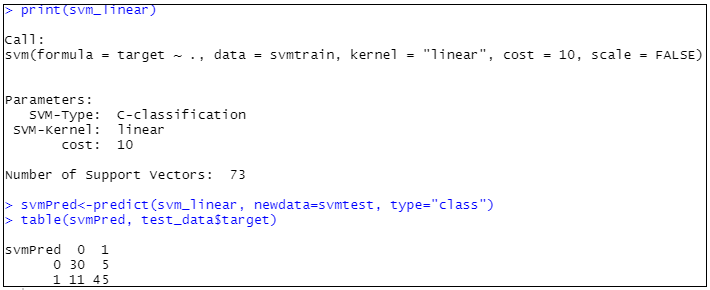 > print(svm_linear)
Call:
svm(formula = target ~ ., data = svmtrain, kernel = "linear", cost = 10, scale = FALSE)
Parameters:
   SVM-Type:  C-classification
 SVM-Kernel:  linear
       cost:  10
Number of Support Vectors:  73
> svmPred<-predict(svm_linear, newdata=svmtest, type="class")
> table(svmPred, test_data$target)
svmPred  0  1
      0 30  5
      1 11 45